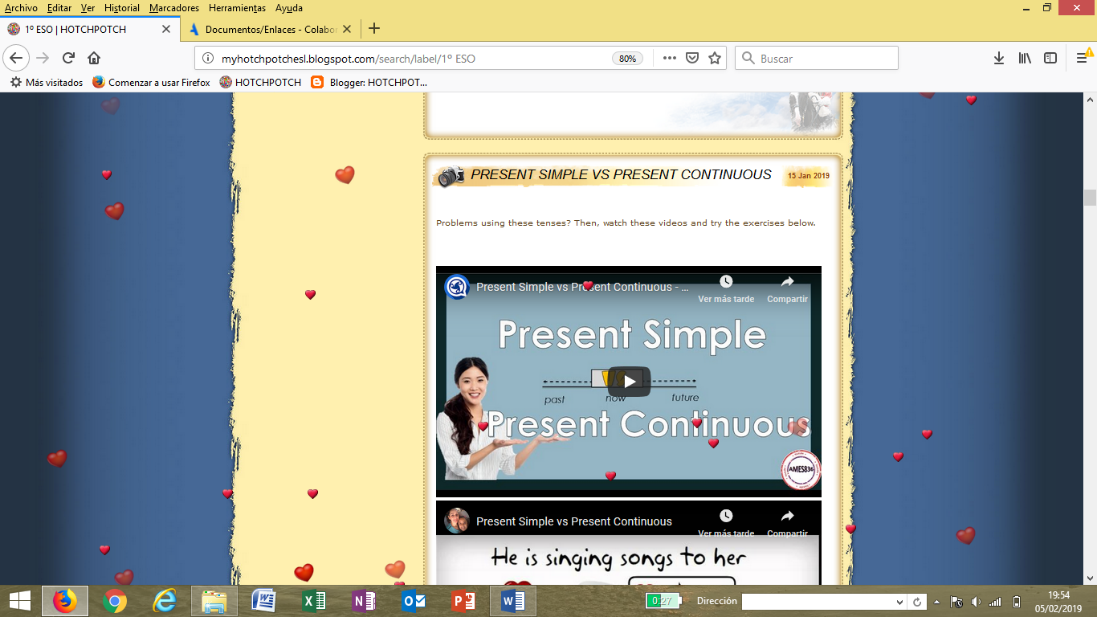 Archivo Editar Ver Historial Marcadores Herramientas Ayuda
1º ESO | HOTCHPOTCH
Documentos/Enlaces - Colabor
myhotchpotchesl.blogspot.com/search/label/1º ESO
80%
Buscar
Más visitados
Comenzar a usar Firefox
HOTCHPOTCH
Blogger: HOTCHPOT...
PRESENT SIMPLE VS PRESENT CONTINUOUS
15 Jan 2019
Problems using these tenses? Then, watch these videos and try the exercises below.
Present Simple vs Present Continuous - ...
Ver más tarde
Compartir
Present Simple
past now future
Present Continuous
AMES836
Present Simple vs Present Continuous
Ver más tarde
Compartir
He is singing songs to her
0:27
Dirección
19:54
05/02/2019